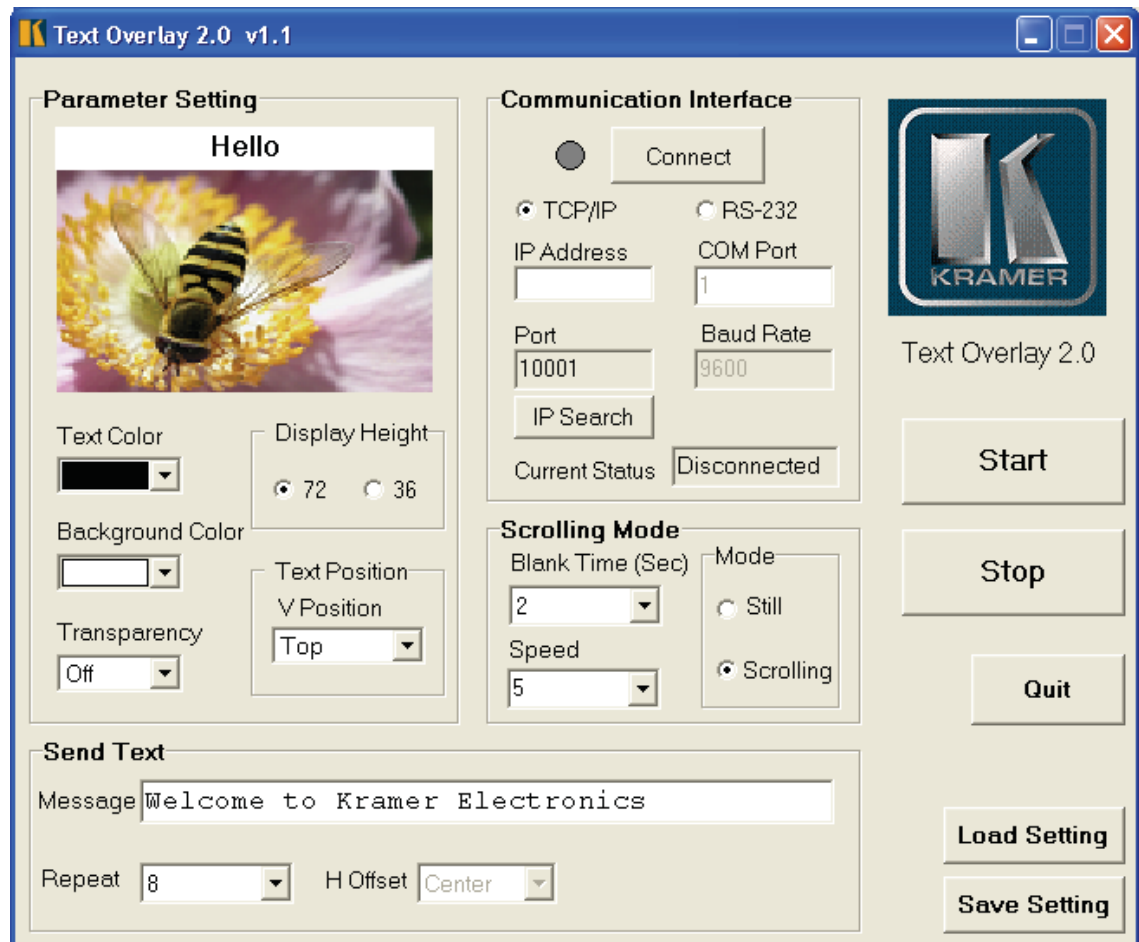 Text Overlay 2.0 v1.1
Parameter Setting
Hello
Text Color
Display Height
72 36
Background Color
Text Position
V Position
Top
Transparency
Off
Communication Interface
Connect
TCP/IP RS-232
IP Address COM Port
1
Port Baud Rate
10001 9600
IP Search
Current Status Disconnected
Scrolling Mode
Blank Time (Sec)
2
Speed
5
Mode
Still
Scrolling
KRAMER
Text Overlay 2.0
Start
Stop
Quit
Send Text
Message Welcome to Kramer Electronics
Repeat 8 H Offset Center
Load Setting
Save Setting